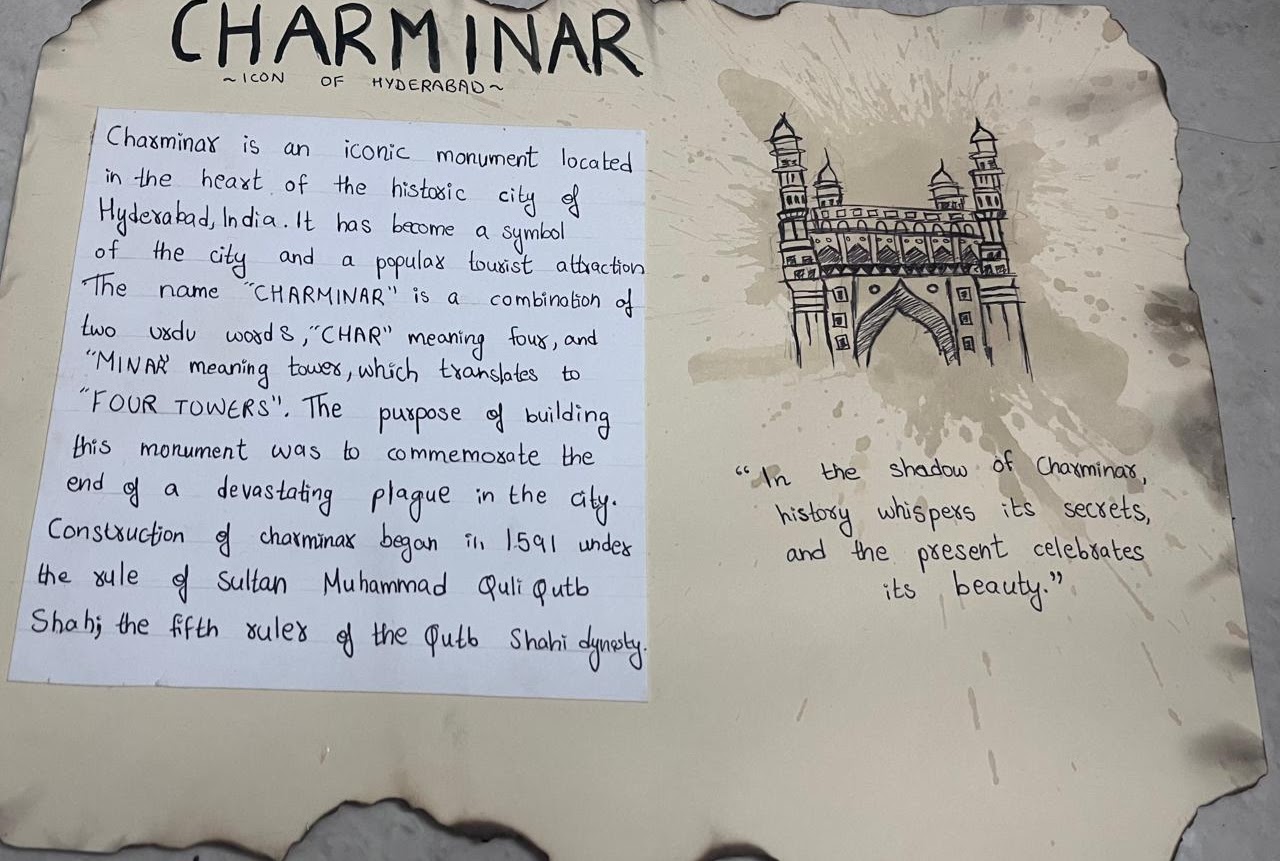 CHARMINAR
~ICON OF HYDERABAD~
Charminar is an iconic monument located
in the heart of the historic city of
Hyderabad, India. It has become a symbol
of the city and a popular tourist attraction
The name "CHARMINAR" is a combination of
two urdu words, "CHAR" meaning four, and
"MINAR" meaning tower, which translates to
"FOUR TOWERS". The purpose of building
this monument was to commemorate the
end of a devastating plague in the city.
Construction of charminar began in 1591 under
the rule of Sultan Muhammad Quli Qutb
Shah; the fifth ruler of the Qutb Shahi dynesty.
"In the shadow of Charminar,
history whispers its secrets,
and the present celebrates
its beauty."